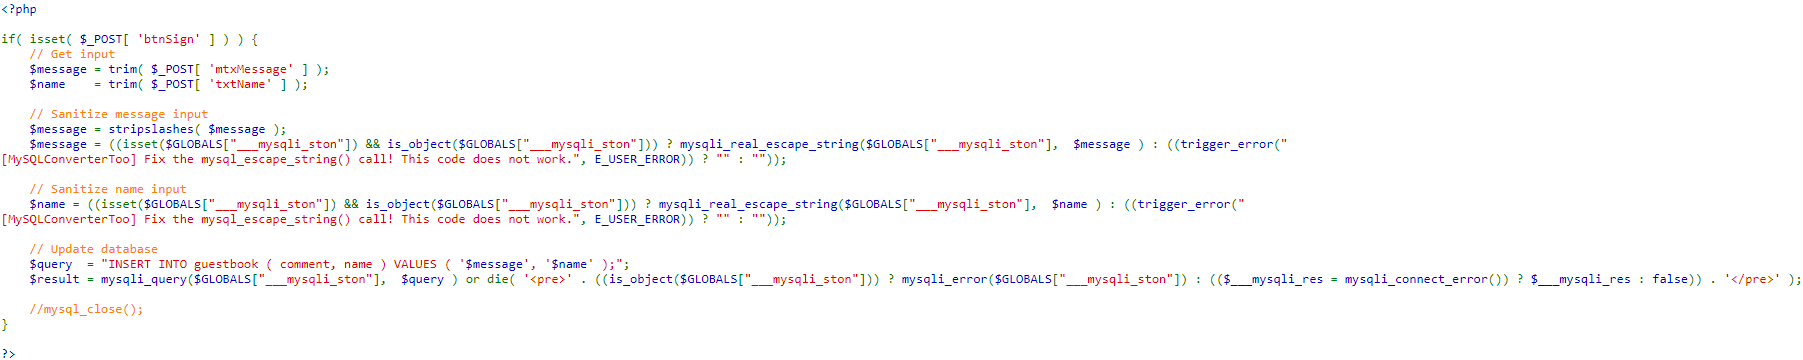 <?php

if( isset( $_POST[ 'btnSign' ] ) ) {
    // Get input
    $message = trim( $_POST[ 'mtxMessage' ] );
    $name    = trim( $_POST[ 'txtName' ] );

    // Sanitize message input
    $message = stripslashes( $message );
    $message = ((isset($GLOBALS["___mysqli_ston"]) && is_object($GLOBALS["___mysqli_ston"])) ? mysqli_real_escape_string($GLOBALS["___mysqli_ston"],  $message ) : ((trigger_error("
[MySQLConverterToo] Fix the mysql_escape_string() call! This code does not work.", E_USER_ERROR)) ? "" : ""));

    // Sanitize name input
    $name = ((isset($GLOBALS["___mysqli_ston"]) && is_object($GLOBALS["___mysqli_ston"])) ? mysqli_real_escape_string($GLOBALS["___mysqli_ston"],  $name ) : ((trigger_error("
[MySQLConverterToo] Fix the mysql_escape_string() call! This code does not work.", E_USER_ERROR)) ? "" : ""));

    // Update database
    $query  = "INSERT INTO guestbook ( comment, name ) VALUES ( '$message', '$name' );";
    $result = mysqli_query($GLOBALS["___mysqli_ston"],  $query ) or die( '<pre>' . ((is_object($GLOBALS["___mysqli_ston"])) ? mysqli_error($GLOBALS["___mysqli_ston"]) : (($___mysqli_res = mysqli_connect_error()) ? $___mysqli_res : false)) . '</pre>' );

    //mysql_close();
}

?>